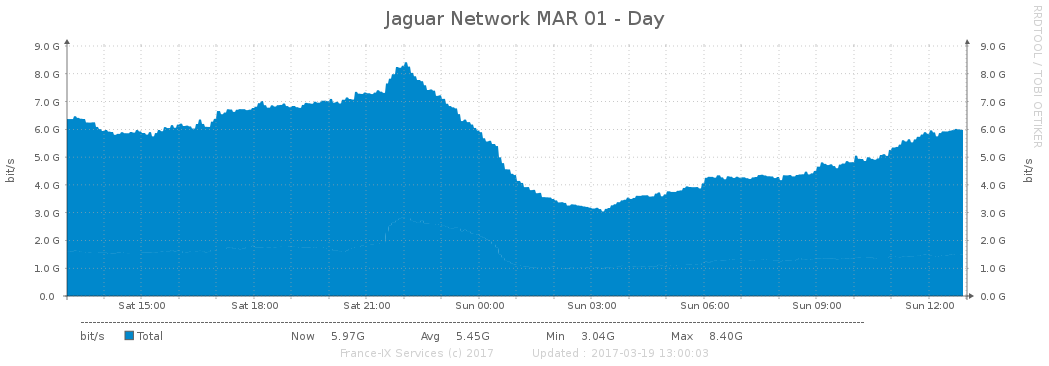 Jaguar Network MAR 01 - Day
RRDTOOL / TOBI OETIKER
9.0 G 9.0 G
8.0 G 8.0 G
7.0 G 7.0 G
6.0 G 6.0 G
5.0 G 5.0 G
4.0 G 4.0 G
3.0 G 3.0 G
2.0 G 2.0 G
1.0 G 1.0 G
0.0 0.0 G
bit/s
bit/s
Sat 15:00 Sat 18:00 Sat 21:00 Sun 00:00 Sun 03:00 Sun 06:00 Sun 09:00 Sun 12:00
bit/s Total Now 5.97G Avg 5.45G Min 3.04G Max 8.40G
France-IX Services (c) 2017 Updated : 2017-03-19 13:00:03